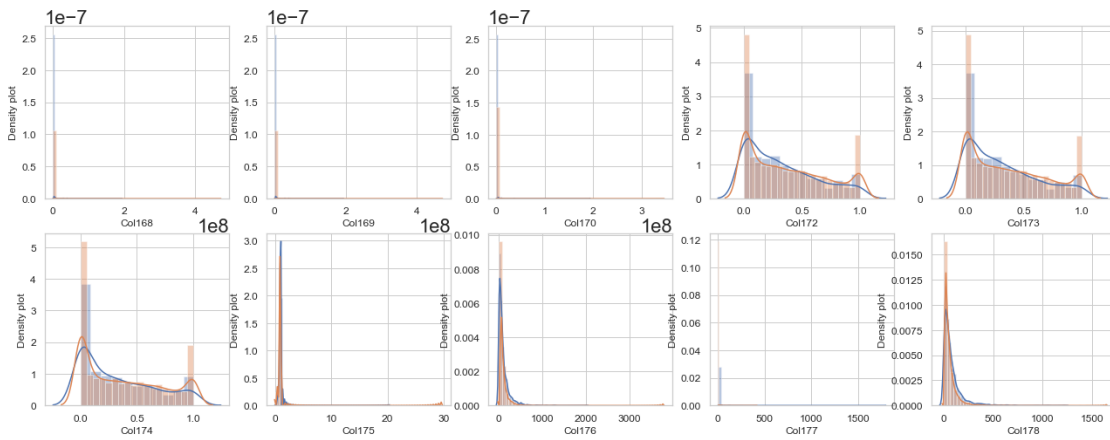 1e−7 1e−7 1e−7
2.5 2.5 2.5 5 5
2.0 2.0 2.0 4 4
1.5 1.5 1.5 3 3
1.0 1.0 1.0 2 2
0.5 0.5 0.5 1 1
0.0 0.0 0.0 0 0
Density plot Density plot Density plot Density plot Density plot
0 2 4 0 2 4 0 1 2 3 0.0 0.5 1.0 0.0 0.5 1.0
Col168 Col169 Col170 Col172 Col173
1e8 1e8 1e8
5 3.0 0.010 0.12
4 2.5 0.008 0.10 0.0150
3 2.0 0.006 0.08 0.0125
2 1.5 0.004 0.06 0.0100
1 1.0 0.002 0.04 0.0075
0 0.5 0.000 0.02 0.0050
0.0 0.00 0.0025
0.0000
Density plot Density plot Density plot Density plot Density plot
0.0 0.5 1.0 0 10 20 30 0 1000 2000 3000 0 500 1000 1500 0 500 1000 1500
Col174 Col175 Col176 Col177 Col178